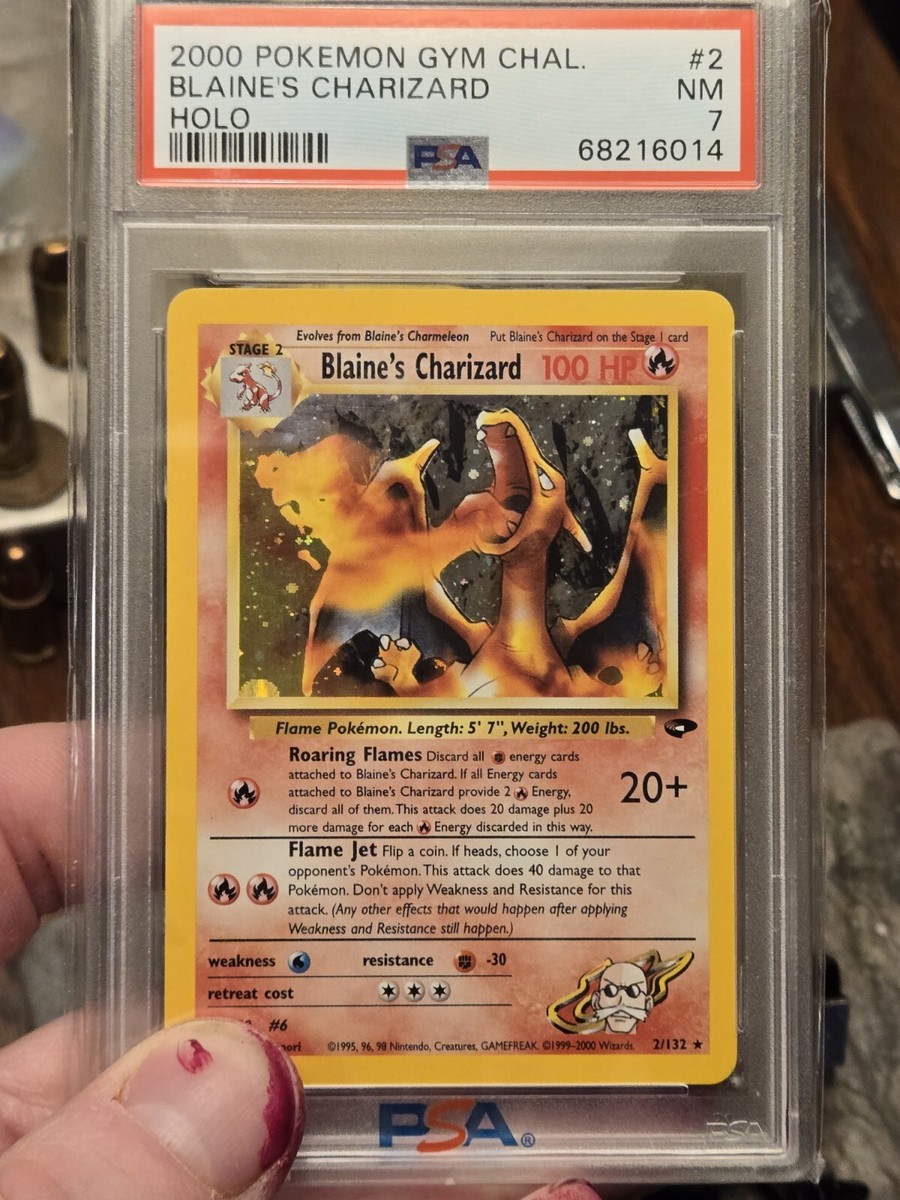 2000 POKEMON GYM CHAL. #2
BLAINE'S CHARIZARD NM
HOLO 7
PSA 68216014
Evolves from Blaine's Charmeleon Put Blaine's Charizard on the Stage 1 card
STAGE 2
Blaine's Charizard 100 HP
Flame Pokémon. Length: 5' 7", Weight: 200 lbs.
Roaring Flames Discard all energy cards
attached to Blaine's Charizard. If all Energy cards
attached to Blaine's Charizard provide 2 Energy,
discard all of them. This attack does 20 damage plus 20
more damage for each Energy discarded in this way.
20+
Flame Jet Flip a coin. If heads, choose 1 of your
opponent's Pokémon. This attack does 40 damage to that
Pokémon. Don't apply Weakness and Resistance for this
attack. (Any other effects that would happen after applying
Weakness and Resistance still happen.)
weakness resistance -30
retreat cost
#6
©1995, 96, 98 Nintendo, Creatures, GAMEFREAK. ©1999-2000 Wizards. 2/132 ★
PSA®
PSA